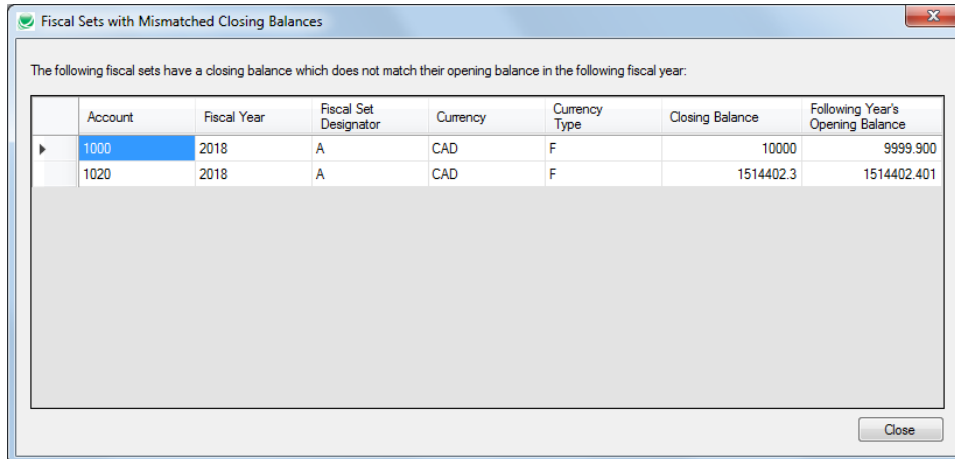 Fiscal Sets with Mismatched Closing Balances
The following fiscal sets have a closing balance which does not match their opening balance in the following fiscal year:
Account Fiscal Year Fiscal Set Designator Currency Currency Type Closing Balance Following Year's Opening Balance
1000 2018 A CAD F 10000 9999.900
1020 2018 A CAD F 1514402.3 1514402.401
Close